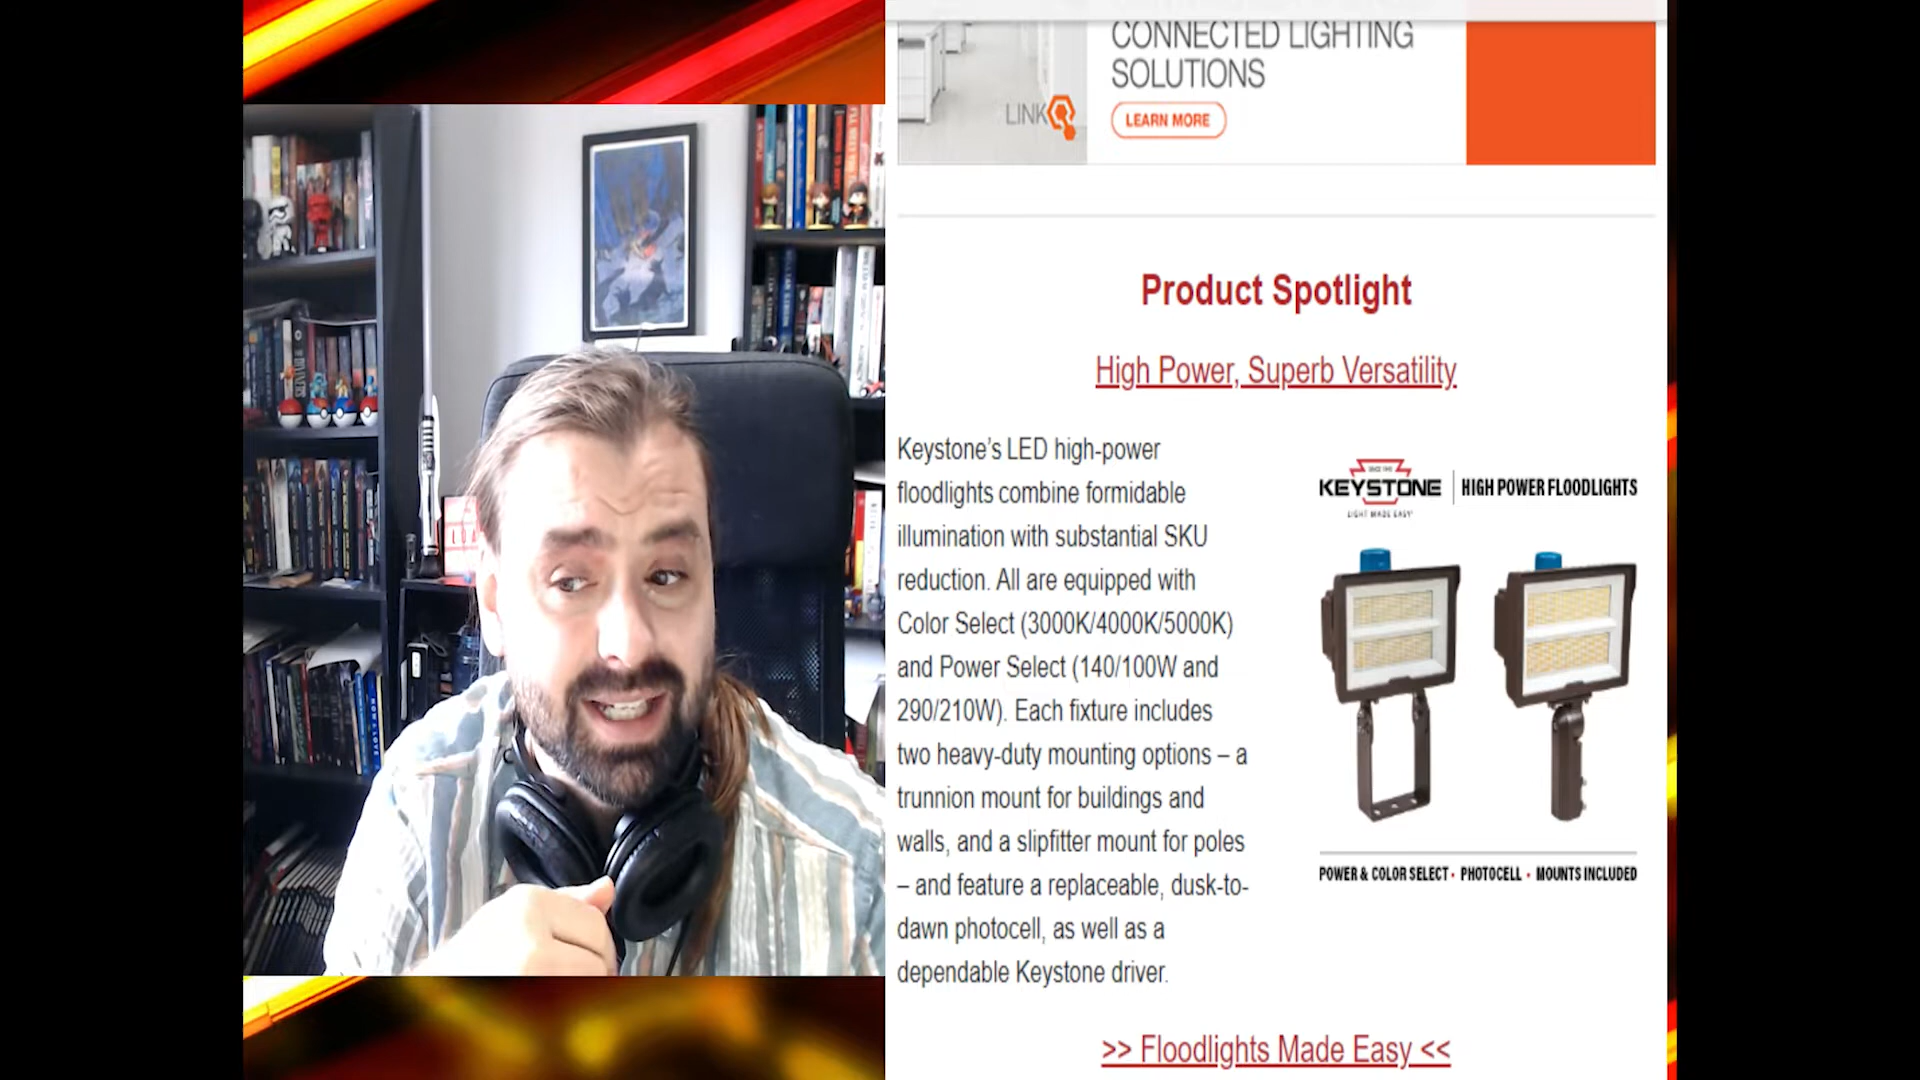 CONNECTED LIGHTING
SOLUTIONS
LINK
LEARN MORE
Product Spotlight
High Power, Superb Versatility
Keystone's LED high-power
floodlights combine formidable
illumination with substantial SKU
reduction. All are equipped with
Color Select (3000K/4000K/5000K)
and Power Select (140/100W and
290/210W). Each fixture includes
two heavy-duty mounting options – a
trunnion mount for buildings and
walls, and a slipfitter mount for poles
– and feature a replaceable, dusk-to-
dawn photocell, as well as a
dependable Keystone driver.
KEYSTONE
LIGHT MADE EASY
HIGH POWER FLOODLIGHTS
POWER & COLOR SELECT • PHOTOCELL • MOUNTS INCLUDED
>> Floodlights Made Easy <<